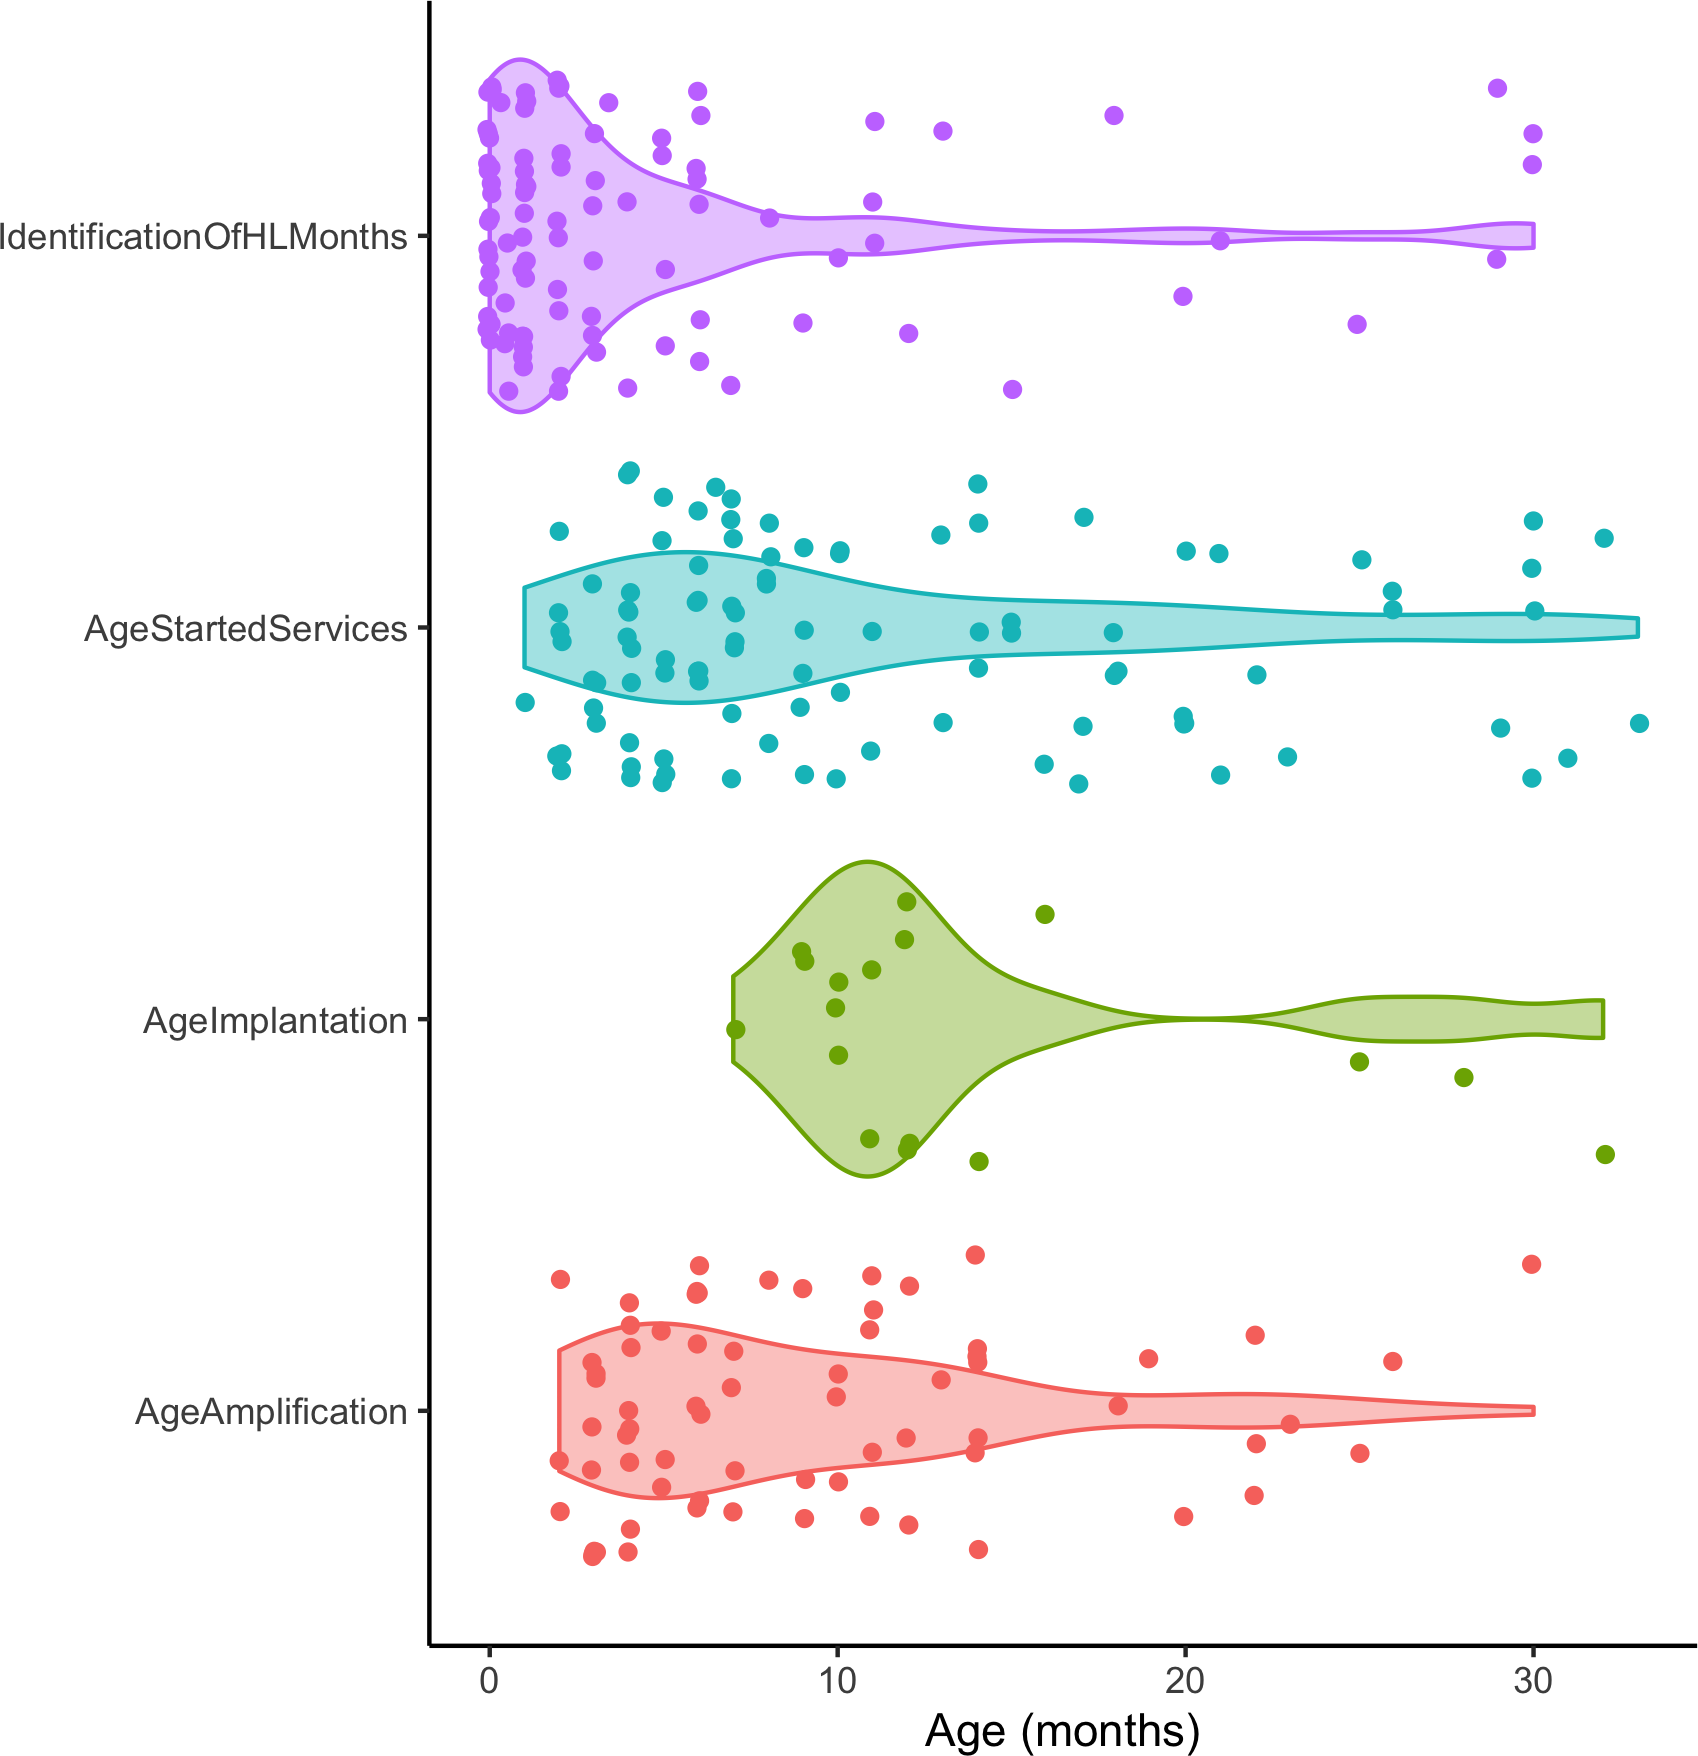 IdentificationOfHLMonths
AgeStartedServices
AgeImplantation
AgeAmplification
0 10 20 30
Age (months)